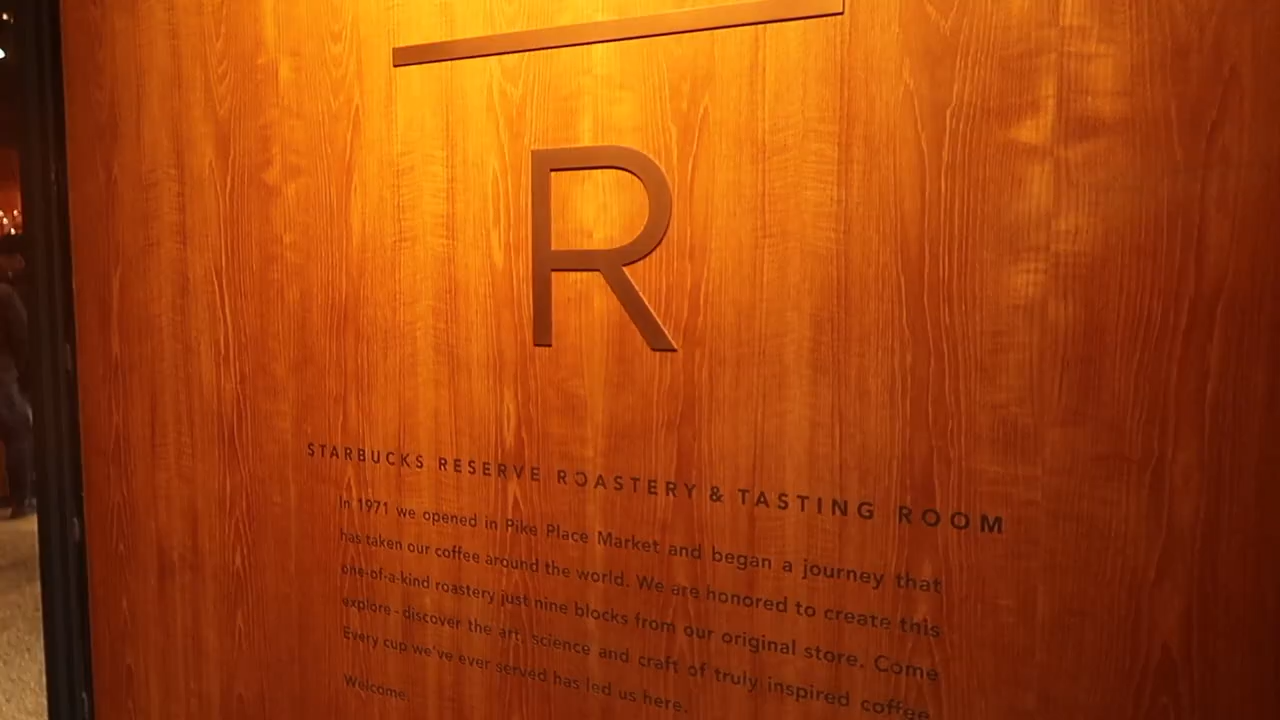 R
STARBUCKS RESERVE ROASTERY & TASTING ROOM
In 1971 we opened in Pike Place Market and began a journey that
has taken our coffee around the world. We are honored to create this
one-of-a-kind roastery just nine blocks from our original store. Come
explore - discover the art, science and craft of truly inspired coffee.
Every cup we've ever served has led us here.
Welcome.